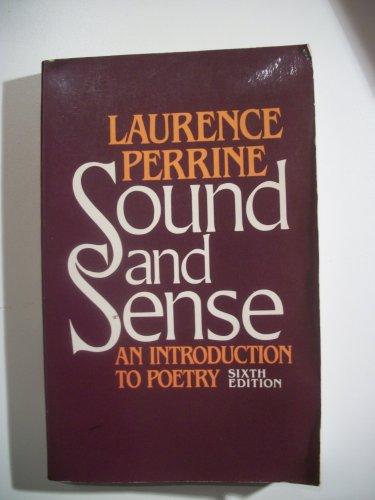 LAURENCE
PERRINE
Sound
and
Sense
AN INTRODUCTION
TO POETRY SIXTH
EDITION